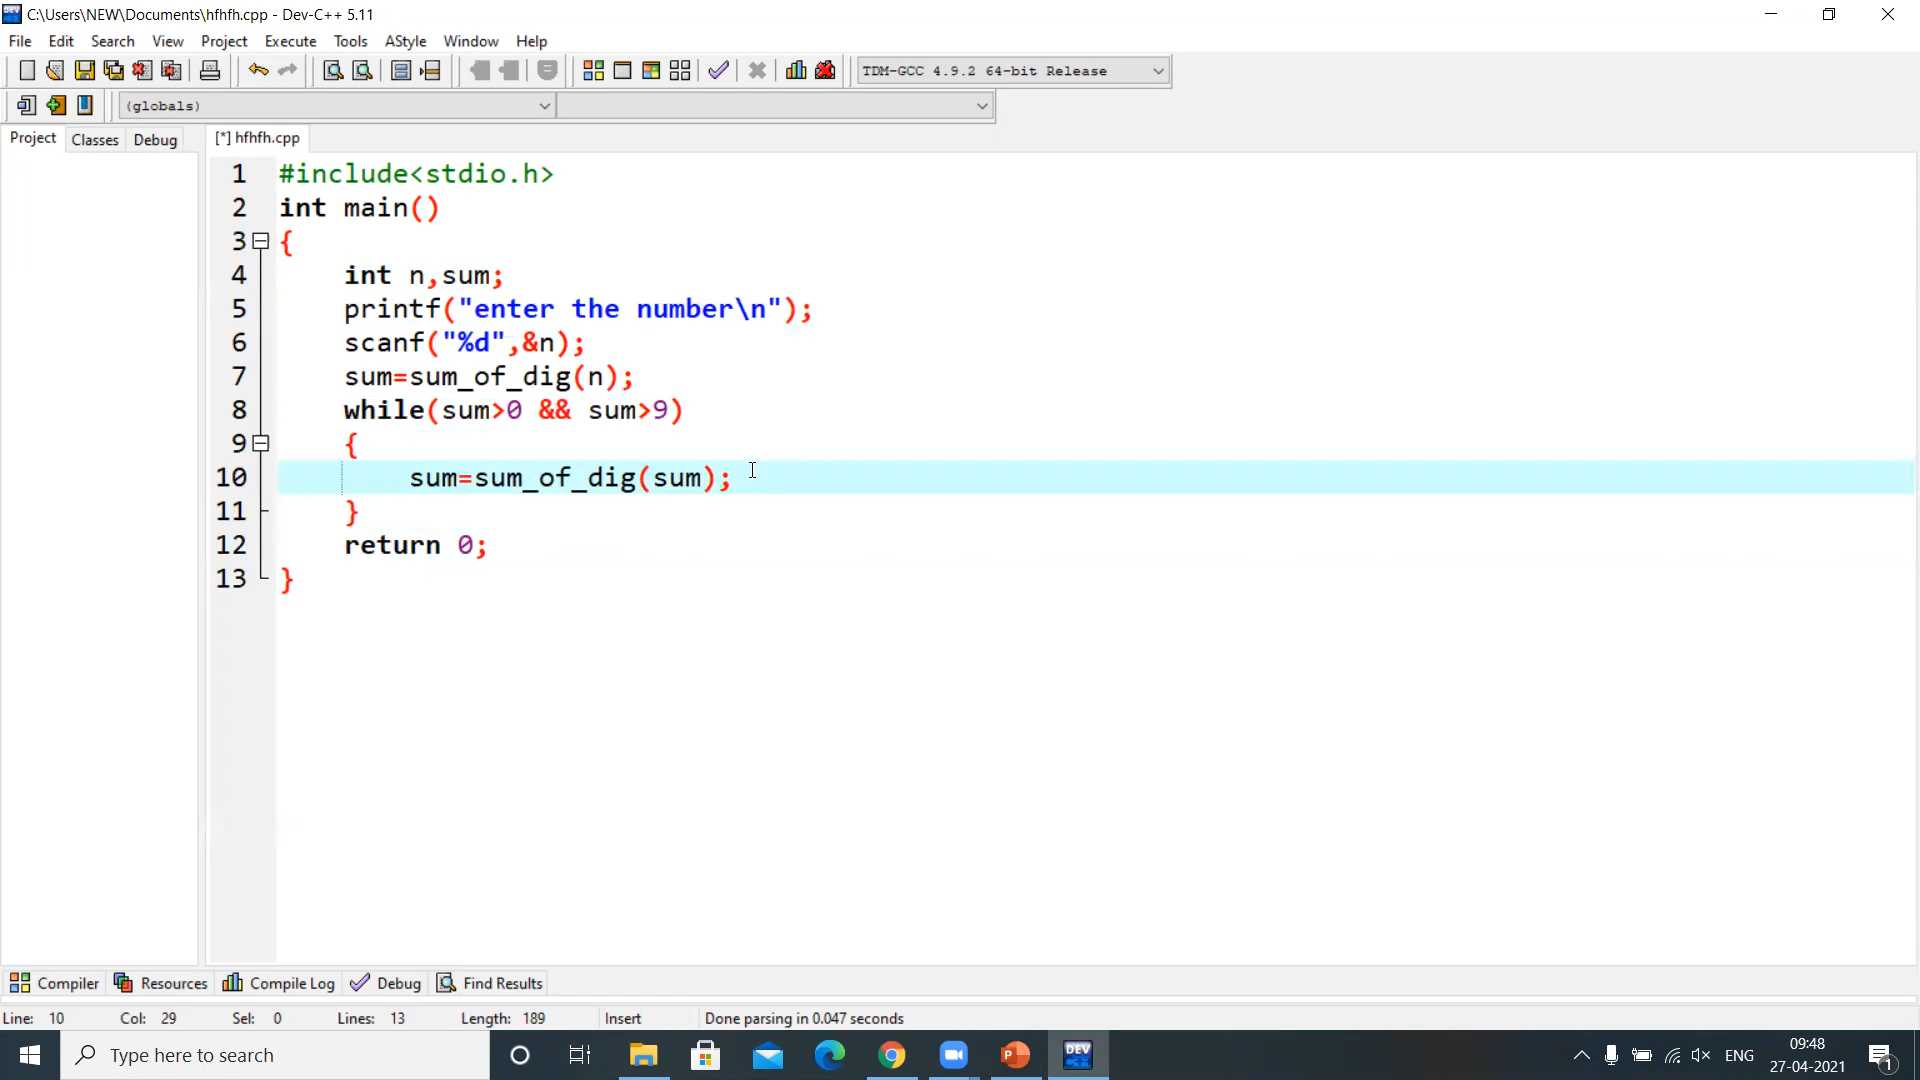 C:\Users\NEW\Documents\hfhfh.cpp - Dev-C++ 5.11
File Edit Search View Project Execute Tools AStyle Window Help
TDM-GCC 4.9.2 64-bit Release
(globals)
Project Classes Debug [*] hfhfh.cpp
1 #include<stdio.h>
2 int main()
3 {
4 int n,sum;
5 printf("enter the number\n");
6 scanf("%d",&n);
7 sum=sum_of_dig(n);
8 while(sum>0 && sum>9)
9 {
10 sum=sum_of_dig(sum);
11 }
12 return 0;
13 }
Compiler Resources Compile Log Debug Find Results
Line: 10 Col: 29 Sel: 0 Lines: 13 Length: 189 Insert Done parsing in 0.047 seconds
Type here to search
DEV
ENG
09:48
27-04-2021
1